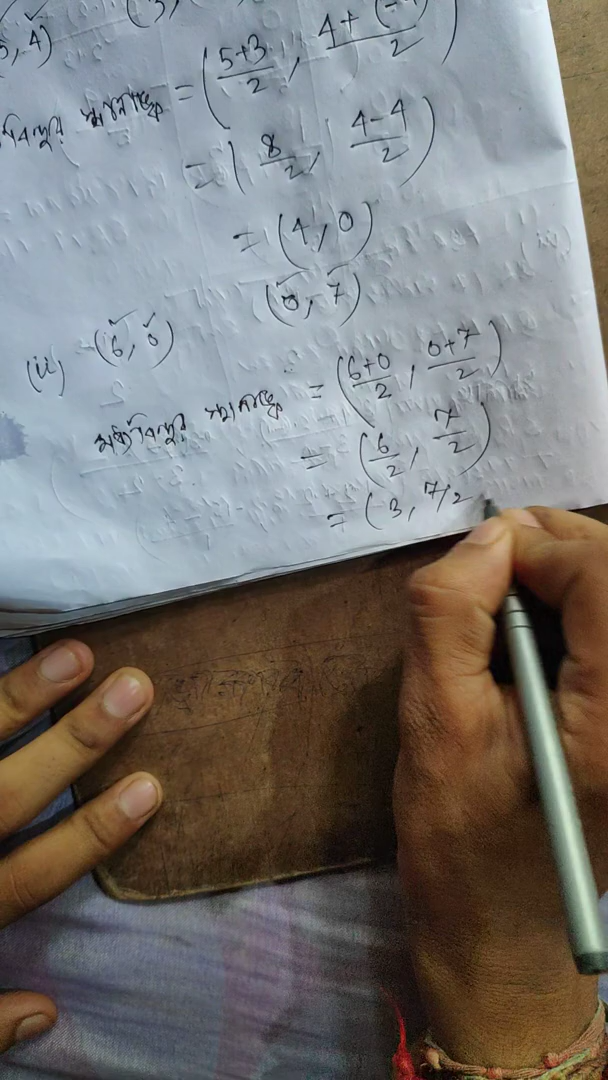 5, 4) (3,
মধ্যবিন্দুর স্থানাঙ্ক = (5+3/2, 4+(-4)/2)
= (8/2, 4-4/2)
= (4, 0)
(ii) (6, 0) (0, 7)
মধ্যবিন্দুর স্থানাঙ্ক = (6+0/2, 0+7/2)
= (6/2, 7/2)
= (3, 7/2